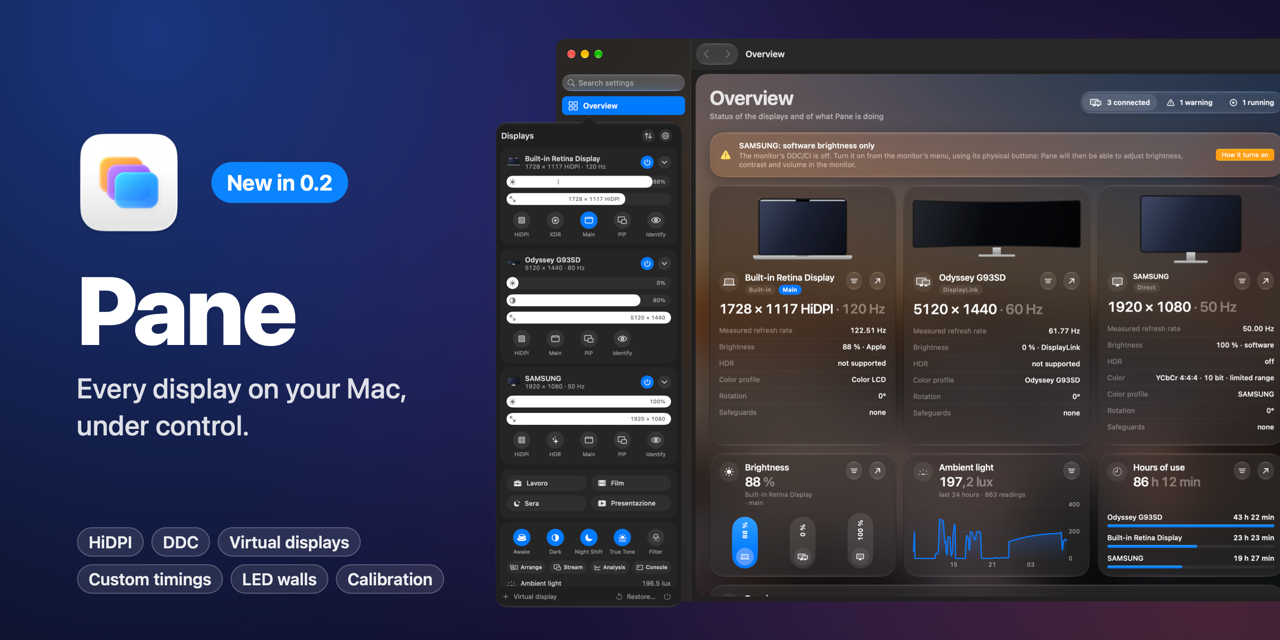 New in 0.2
Pane
Every display on your Mac,
under control.
HiDPI
DDC
Virtual displays
Custom timings
LED walls
Calibration
Search settings
Overview
Displays
Built-in Retina Display
1728 × 1117 HiDPI · 120 Hz
88%
1728 × 1117 HiDPI
HiDPI
XDR
Main
PiP
Identify
Odyssey G93SD
5120 × 1440 · 60 Hz
0%
80%
5120 × 1440
HiDPI
Main
PiP
Identify
SAMSUNG
1920 × 1080 · 50 Hz
100%
1920 × 1080
HiDPI
HDR
Main
PiP
Identify
Lavoro
Film
Sera
Presentazione
Awake
Dark
Night Shift
True Tone
Filter
Arrange
Stream
Analysis
Console
Ambient light
196.5 lux
Virtual display
Restore...
Overview
Overview
Status of the displays and of what Pane is doing
3 connected
1 warning
1 running
SAMSUNG: software brightness only
The monitor's DDC/CI is off. Turn it on from the monitor's menu, using its physical buttons: Pane will then be able to adjust brightness,
contrast and volume in the monitor.
How it turns on
Built-in Retina Display
Built-in
Main
1728 × 1117 HiDPI · 120 Hz
Measured refresh rate 122.51 Hz
Brightness 88 % · Apple
HDR not supported
Color profile Color LCD
Rotation 0°
Safeguards none
Odyssey G93SD
DisplayLink
5120 × 1440 · 60 Hz
Measured refresh rate 61.77 Hz
Brightness 0 % · DisplayLink
HDR not supported
Color profile Odyssey G93SD
Rotation 0°
Safeguards none
SAMSUNG
Direct
1920 × 1080 · 50 Hz
Measured refresh rate 50.00 Hz
Brightness 100 % · software
HDR off
Color YCbCr 4:4:4 · 10 bit · limited range
Color profile SAMSUNG
Rotation 0°
Safeguards none
Brightness
88 %
Built-in Retina Display
· main
88 %
0 %
100 %
Ambient light
197,2 lux
last 24 hours · 863 readings
400
200
0
15
21
03
Hours of use
86 h 12 min
Odyssey G93SD 43 h 22 min
Built-in Retina Display 23 h 23 min
SAMSUNG 19 h 27 min